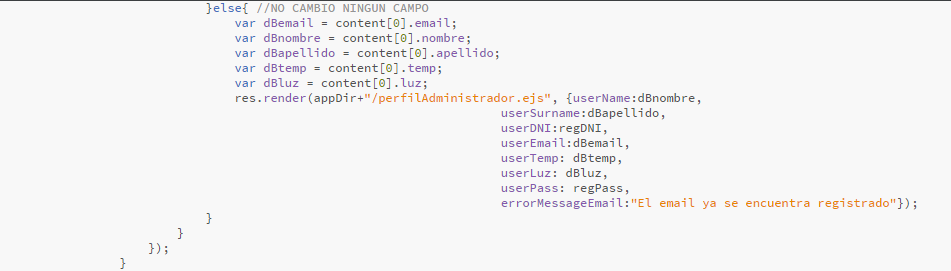 }else{ //NO CAMBIO NINGUN CAMPO
var dBemail = content[0].email;
var dBnombre = content[0].nombre;
var dBapellido = content[0].apellido;
var dBtemp = content[0].temp;
var dBluz = content[0].luz;
res.render(appDir+"/perfilAdministrador.ejs", {userName:dBnombre,
userSurname:dBapellido,
userDNI:regDNI,
userEmail:dBemail,
userTemp: dBtemp,
userLuz: dBluz,
userPass: regPass,
errorMessageEmail:"El email ya se encuentra registrado"});
}
}
});
}